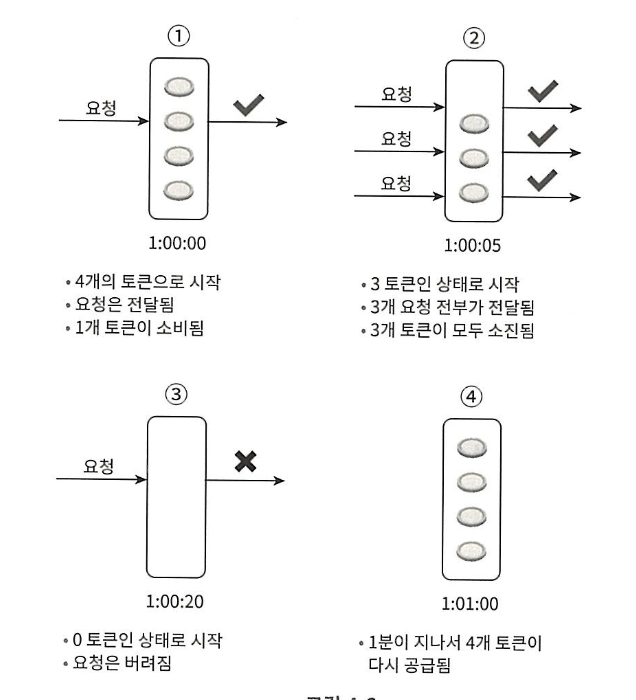 ①
요청
1:00:00
• 4개의 토큰으로 시작
• 요청은 전달됨
• 1개 토큰이 소비됨
②
요청
요청
요청
1:00:05
• 3 토큰인 상태로 시작
• 3개 요청 전부가 전달됨
• 3개 토큰이 모두 소진됨
③
요청
1:00:20
• 0 토큰인 상태로 시작
• 요청은 버려짐
④
1:01:00
• 1분이 지나서 4개 토큰이
다시 공급됨